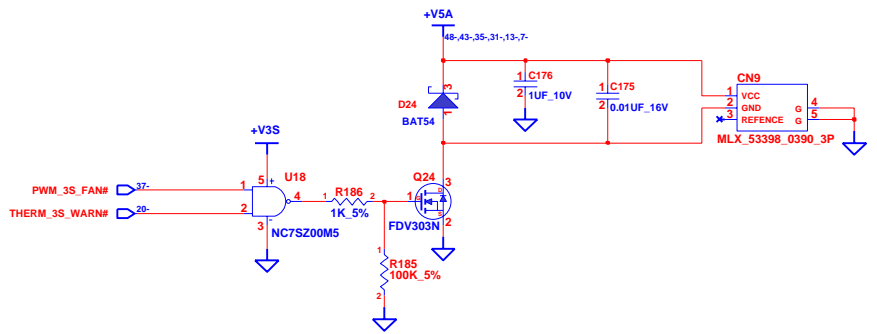 +V5A
48-,43-,35-,31-,13-,7-
3
D24
BAT54
1
1
C176
2
1UF_10V
1
C175
2
0.01UF_16V
CN9
1
VCC
2
GND
G
4
3
REFENCE
G
5
MLX_53398_0390_3P
+V3S
5
+
U18
PWM_3S_FAN#
37-
1
4
THERM_3S_WARN#
20-
2
3
-
NC7SZ00M5
1
R186
2
1K_5%
Q24
3
D
1
G
S
2
FDV303N
1
R185
100K_5%
2